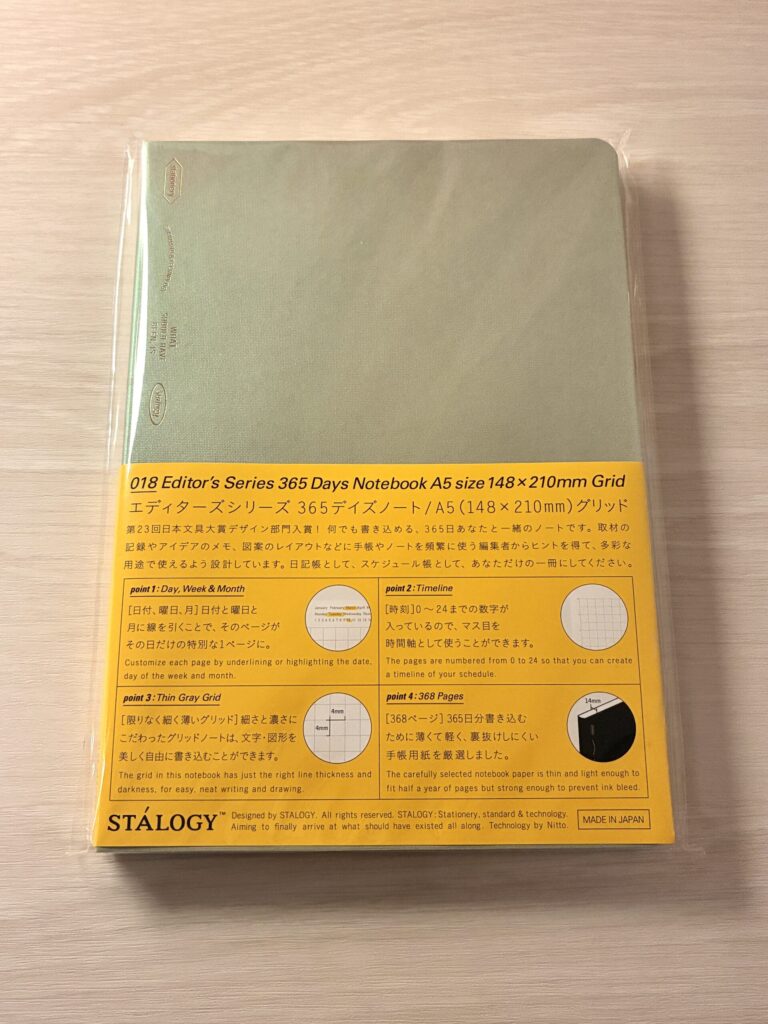 Stationery
WHAT
SHOULD HAVE
BEEN, IS
018 Editor's Series 365 Days Notebook A5 size 148×210mm Grid
エディターズシリーズ 365デイズノート/A5(148×210mm)グリッド
第23回日本文具大賞デザイン部門入賞! 何でも書き込める、365日あなたと一緒のノートです。取材の
記録やアイデアのメモ、図案のレイアウトなどに手帳やノートを頻繁に使う編集者からヒントを得て、多彩な
用途で使えるよう設計しています。日記帳として、スケジュール帳として、あなただけの一冊にしてください。
point 1 : Day, Week & Month
[日付、曜日、月]日付と曜日と
月に線を引くことで、そのページが
その日だけの特別な1ページに。
Customize each page by underlining or highlighting the date,
day of the week and month.
January February March April
Monday Tuesday Wednesday
point 2 : Timeline
[時刻]0～24までの数字が
入っているので、マス目を
時間軸として使うことができます。
The pages are numbered from 0 to 24 so that you can create
a timeline of your schedule.
point 3 : Thin Gray Grid
[限りなく細く薄いグリッド]細さと濃さに
こだわったグリッドノートは、文字・図形を
美しく自由に書き込むことができます。
The grid in this notebook has just the right line thickness and
darkness, for easy, neat writing and drawing.
4mm
4mm
point 4 : 368 Pages
[368ページ]365日分書き込む
ために薄くて軽く、裏抜けしにくい
手帳用紙を厳選しました。
The carefully selected notebook paper is thin and light enough to
fit half a year of pages but strong enough to prevent ink bleed.
14mm
STÁLOGY™
Designed by STALOGY. All rights reserved. STALOGY: Stationery, standard & technology.
Aiming to finally arrive at what should have existed all along. Technology by Nitto.
MADE IN JAPAN